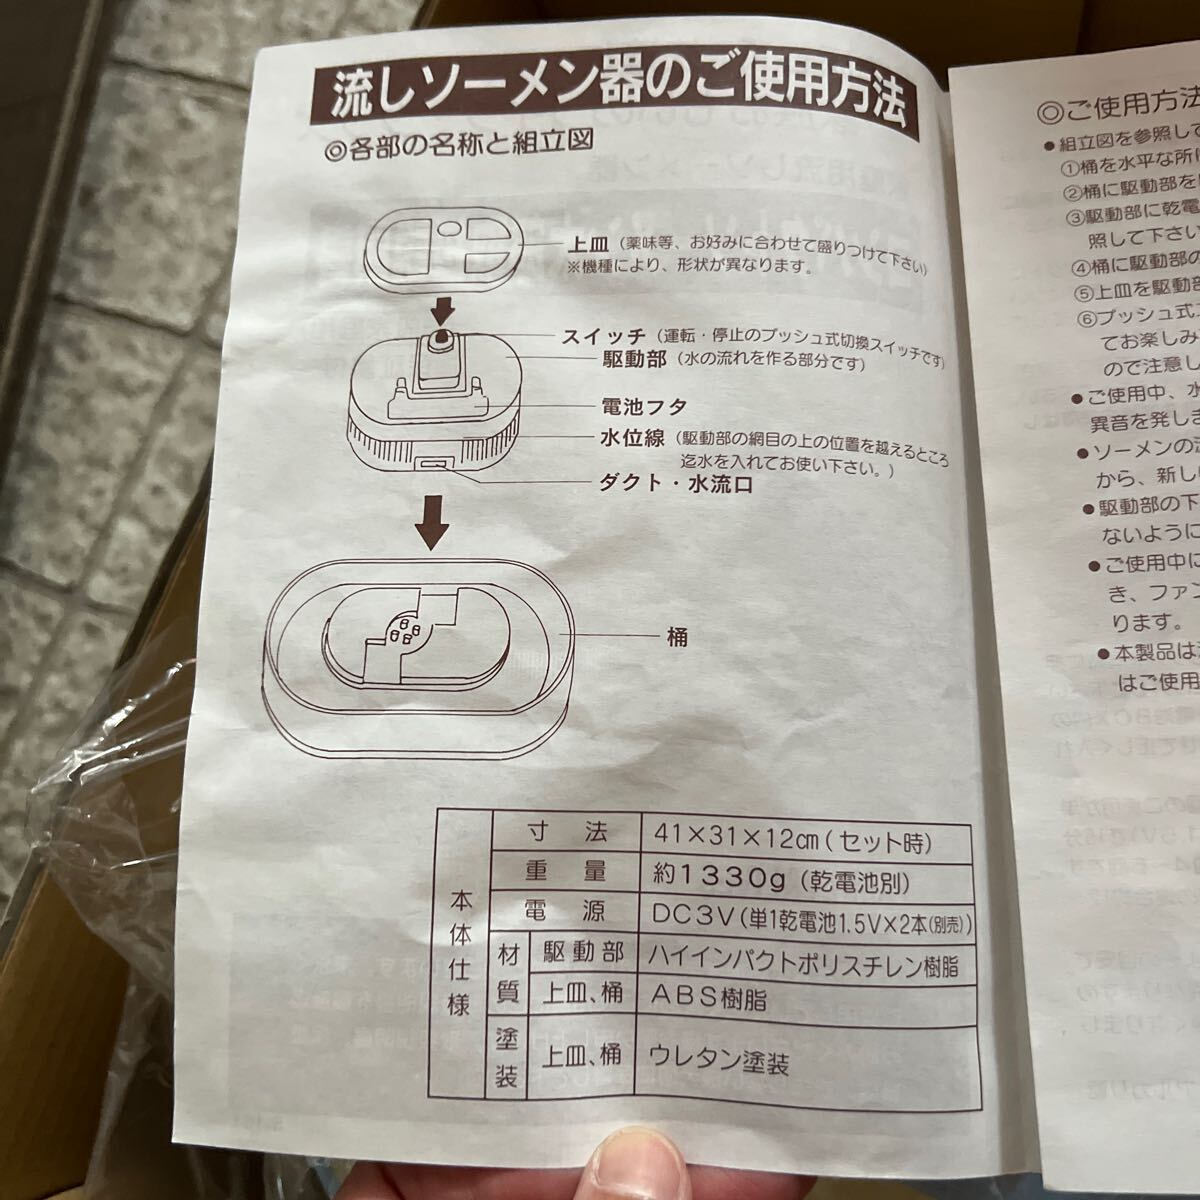 流しソーメン器のご使用方法
◎各部の名称と組立図
上皿（薬味等、お好みに合わせて盛りつけて下さい）
※機種により、形状が異なります。
スイッチ（運転・停止のプッシュ式切換スイッチです）
駆動部（水の流れを作る部分です）
電池フタ
水位線（駆動部の網目の上の位置を越えるところ
迄水を入れてお使い下さい。）
ダクト・水流口
桶
本体仕様
寸法 41×31×12㎝（セット時）
重量 約1330g（乾電池別）
電源 DC3V（単1乾電池1.5V×2本(別売)）
材質 駆動部 ハイインパクトポリスチレン樹脂
上皿、桶 ABS樹脂
塗装 上皿、桶 ウレタン塗装
◎ご使用方法
●組立図を参照して
①桶を水平な所に
②桶に駆動部を
③駆動部に乾電
照して下さい
④桶に駆動部の
⑤上皿を駆動部
⑥プッシュ式
てお楽しみ
ので注意し
●ご使用中、水
異音を発しま
●ソーメンの
から、新し
●駆動部の下
ないように
●ご使用中に
き、ファン
ります。
●本製品は
はご使用